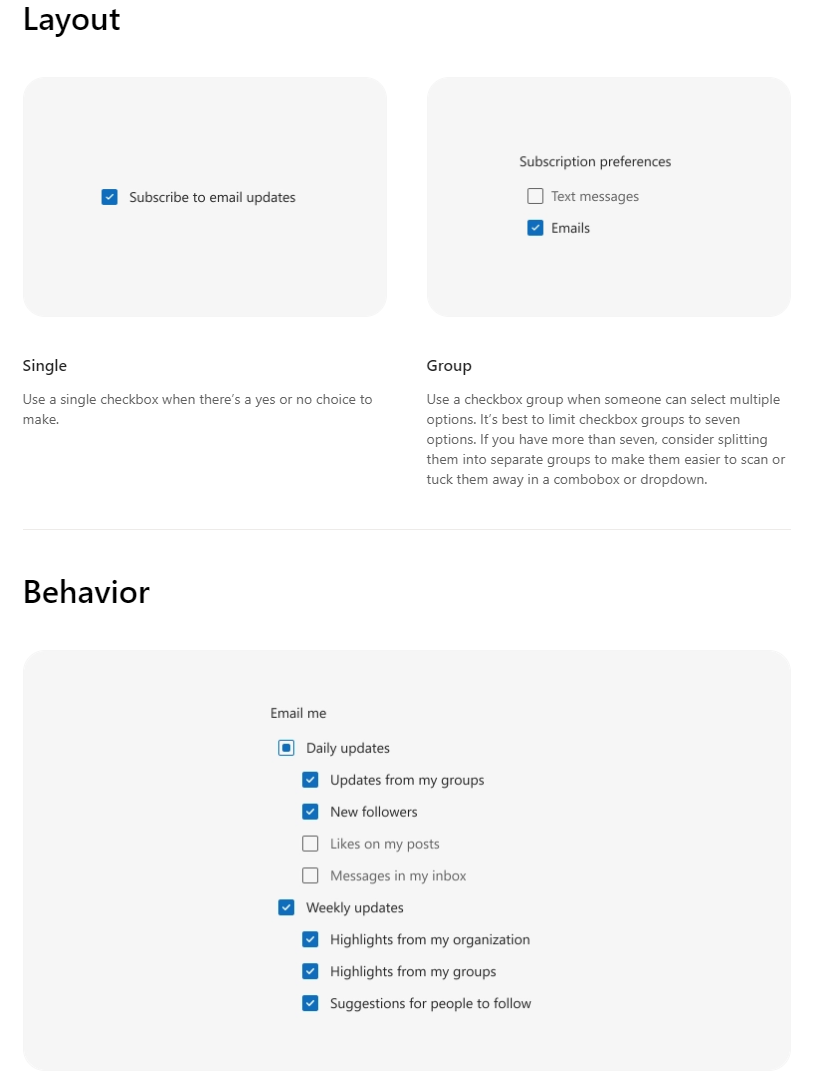 Layout
Subscribe to email updates
Subscription preferences
Text messages
Emails
Single
Use a single checkbox when there’s a yes or no choice to
make.
Group
Use a checkbox group when someone can select multiple
options. It’s best to limit checkbox groups to seven
options. If you have more than seven, consider splitting
them into separate groups to make them easier to scan or
tuck them away in a combobox or dropdown.
Behavior
Email me
Daily updates
Updates from my groups
New followers
Likes on my posts
Messages in my inbox
Weekly updates
Highlights from my organization
Highlights from my groups
Suggestions for people to follow